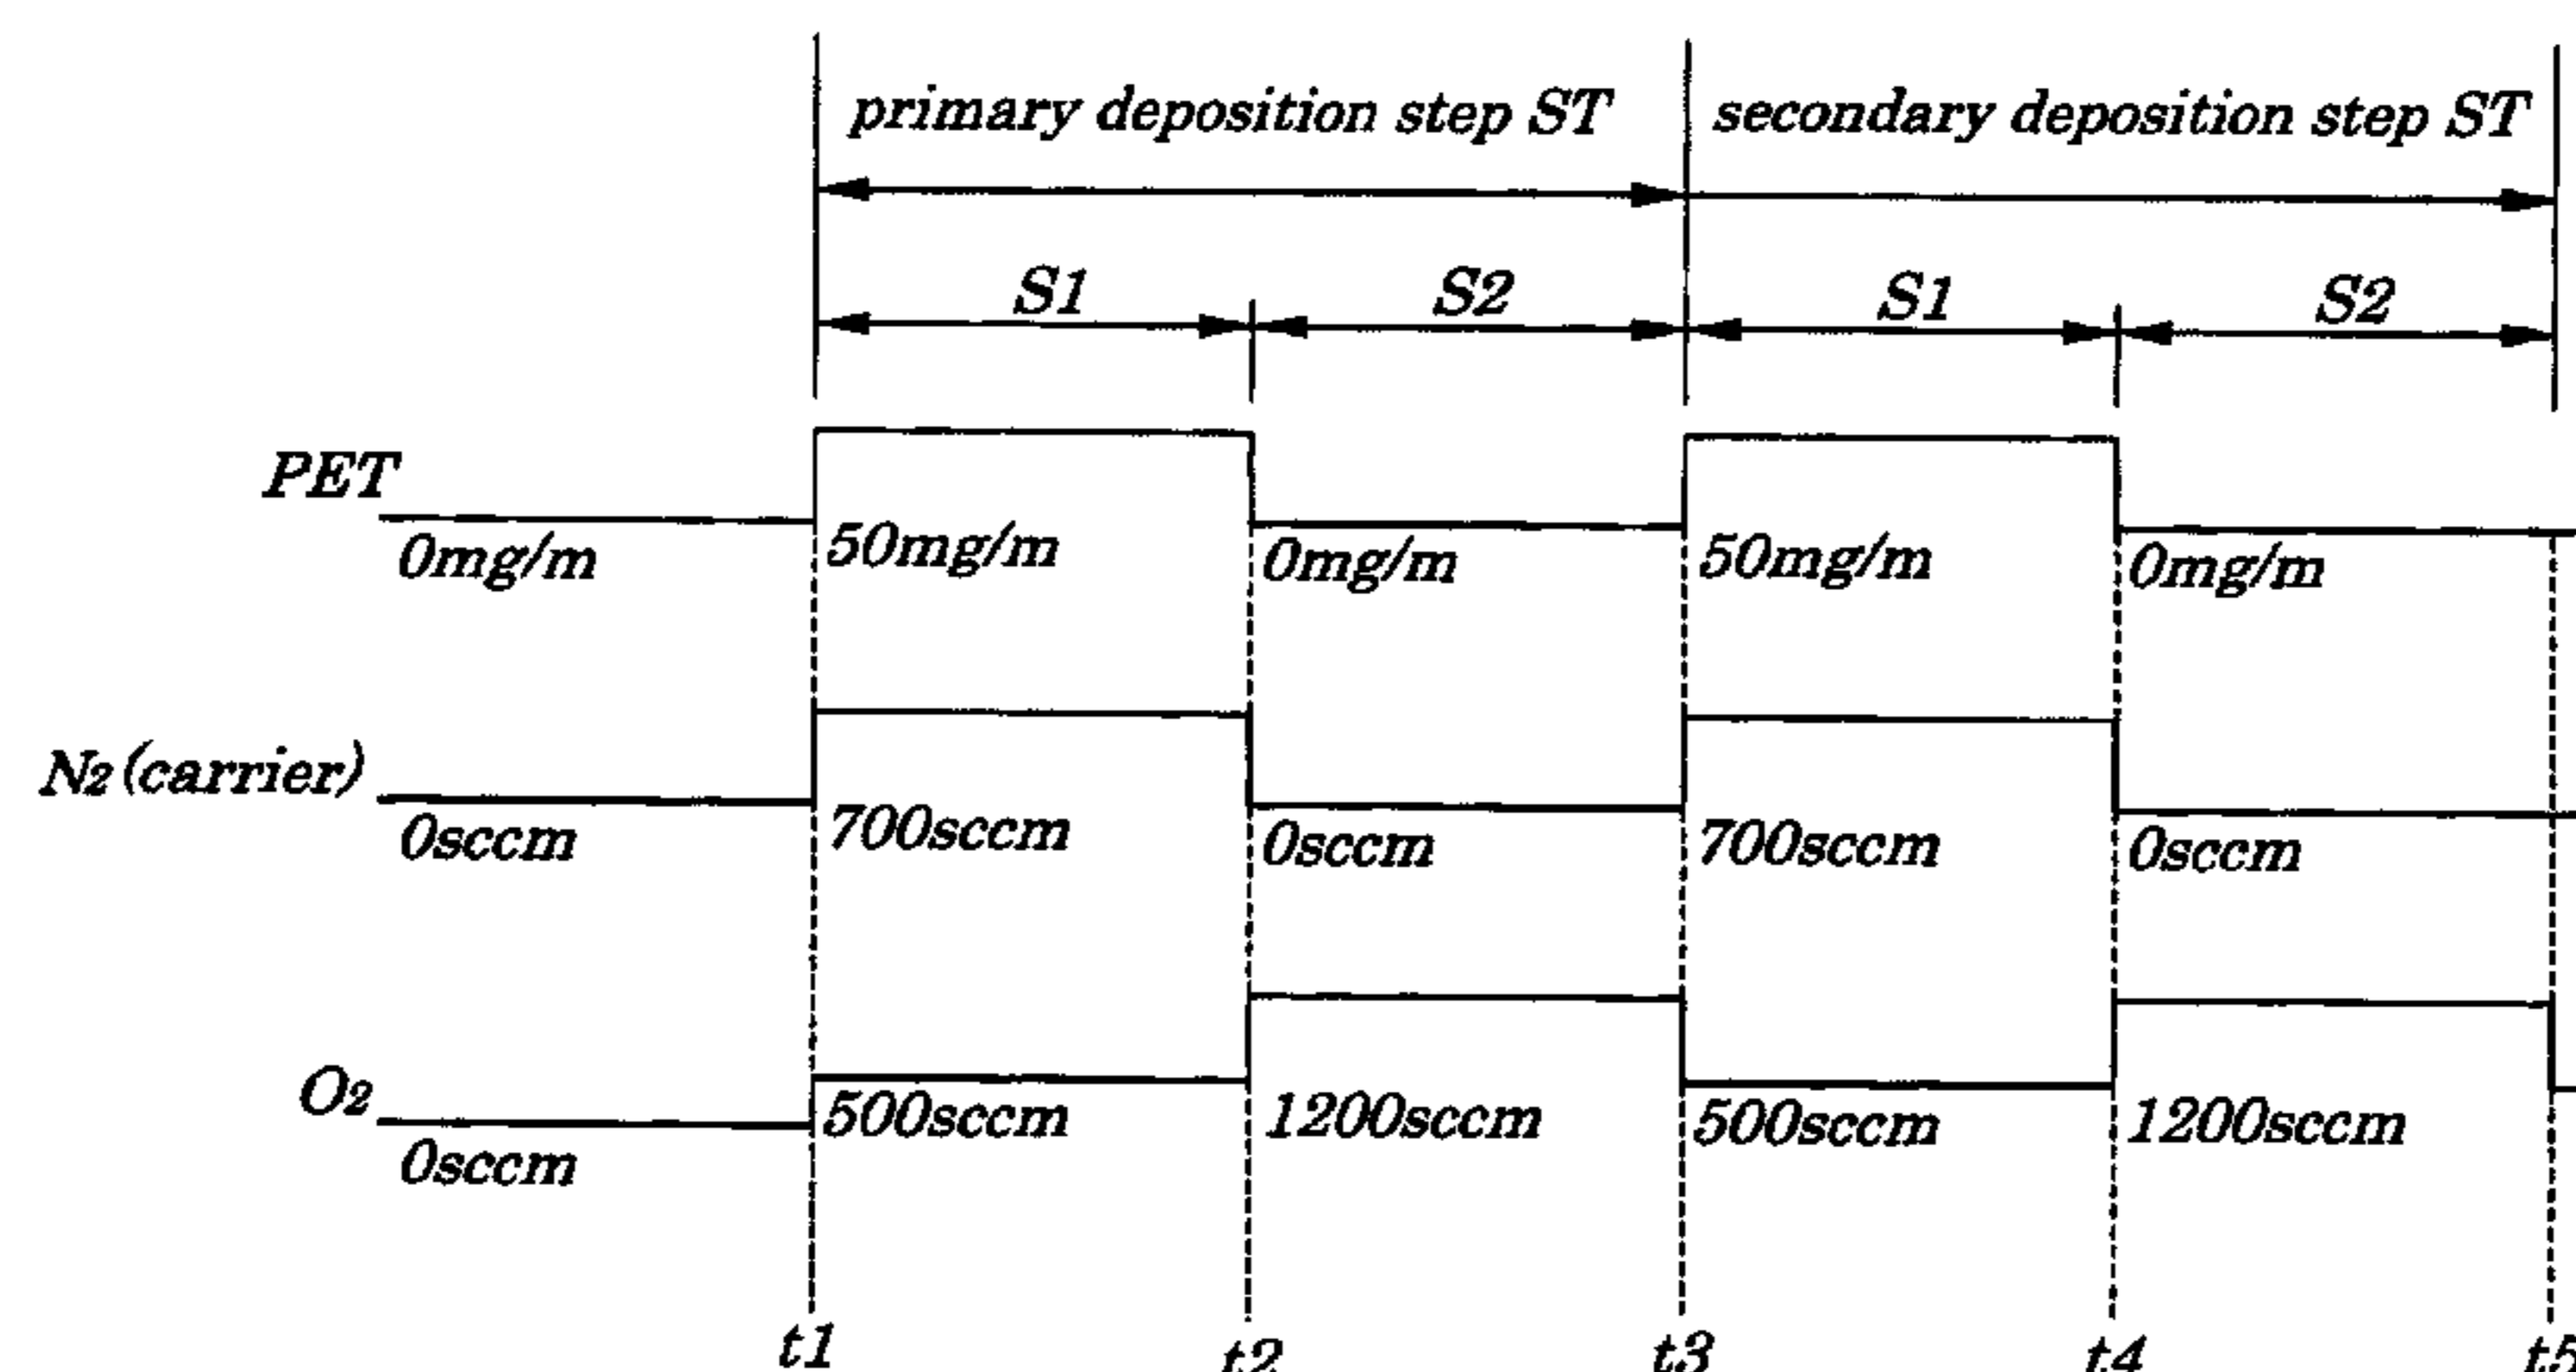 primary deposition step ST secondary deposition step ST
S1 S2 S1 S2
PET
0mg/m 50mg/m 0mg/m 50mg/m 0mg/m
N2 (carrier)
0sccm 700sccm 0sccm 700sccm 0sccm
O2
0sccm 500sccm 1200sccm 500sccm 1200sccm
t1 t2 t3 t4 t5